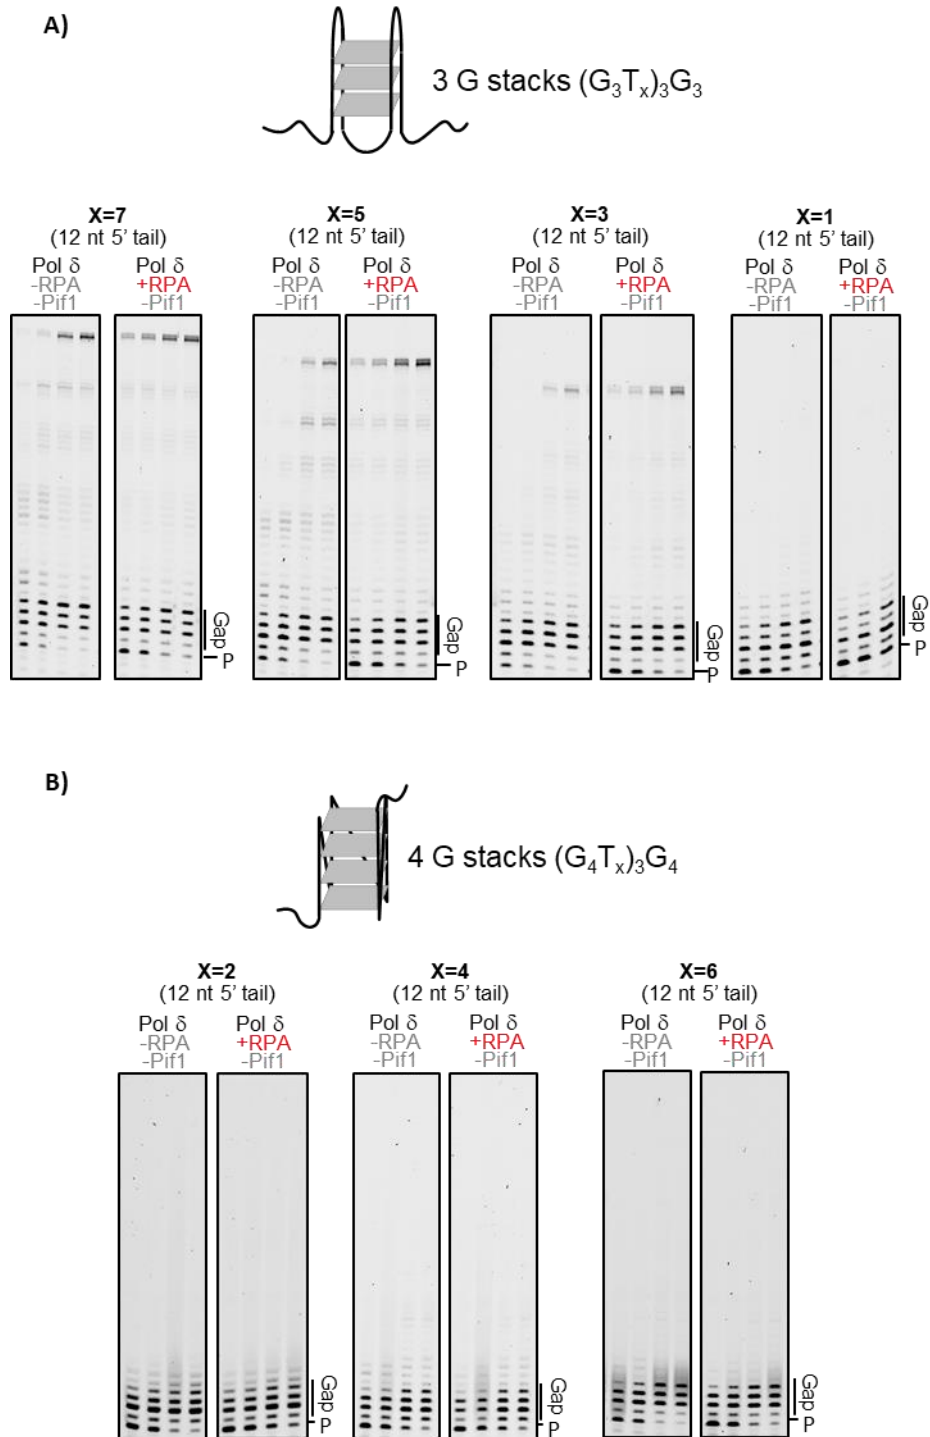 A)
3 G stacks (G₃Tₓ)₃G₃
X=7
(12 nt 5' tail)
Pol δ
-RPA
-Pif1
Pol δ
+RPA
-Pif1
Gap
P
X=5
(12 nt 5' tail)
Pol δ
-RPA
-Pif1
Pol δ
+RPA
-Pif1
Gap
P
X=3
(12 nt 5' tail)
Pol δ
-RPA
-Pif1
Pol δ
+RPA
-Pif1
Gap
P
X=1
(12 nt 5' tail)
Pol δ
-RPA
-Pif1
Pol δ
+RPA
-Pif1
Gap
P
B)
4 G stacks (G₄Tₓ)₃G₄
X=2
(12 nt 5' tail)
Pol δ
-RPA
-Pif1
Pol δ
+RPA
-Pif1
Gap
P
X=4
(12 nt 5' tail)
Pol δ
-RPA
-Pif1
Pol δ
+RPA
-Pif1
Gap
P
X=6
(12 nt 5' tail)
Pol δ
-RPA
-Pif1
Pol δ
+RPA
-Pif1
Gap
P